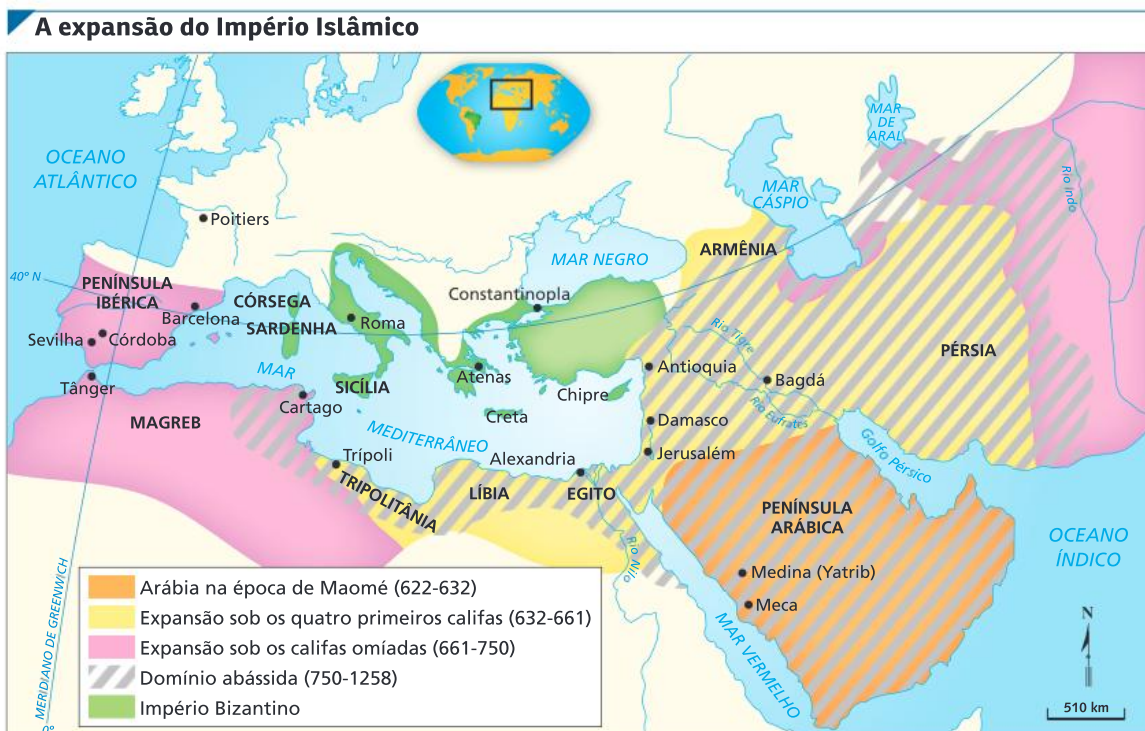 A expansão do Império Islâmico
OCEANO
ATLÂNTICO
MAR
DE
ARAL
MAR
CÁSPIO
Rio Indo
Poitiers
ARMÊNIA
MAR NEGRO
40º N
PENÍNSULA
IBÉRICA
Constantinopla
CÓRSEGA
Barcelona
SARDENHA
Roma
Sevilha
Córdoba
Rio Tigre
PÉRSIA
MAR
MEDITERRÂNEO
Antioquia
Bagdá
Tânger
SICÍLIA
Atenas
Chipre
Cartago
Creta
Rio Eufrates
MAGREB
Damasco
Golfo Pérsico
Trípoli
Alexandria
Jerusalém
TRIPOLITÂNIA
LÍBIA
EGITO
PENÍNSULA
ARÁBICA
OCEANO
ÍNDICO
Rio Nilo
Medina (Yatrib)
Meca
MAR VERMELHO
MERIDIANO DE GREENWICH
0º
Arábia na época de Maomé (622-632)
Expansão sob os quatro primeiros califas (632-661)
Expansão sob os califas omíadas (661-750)
Domínio abássida (750-1258)
Império Bizantino
N
510 km